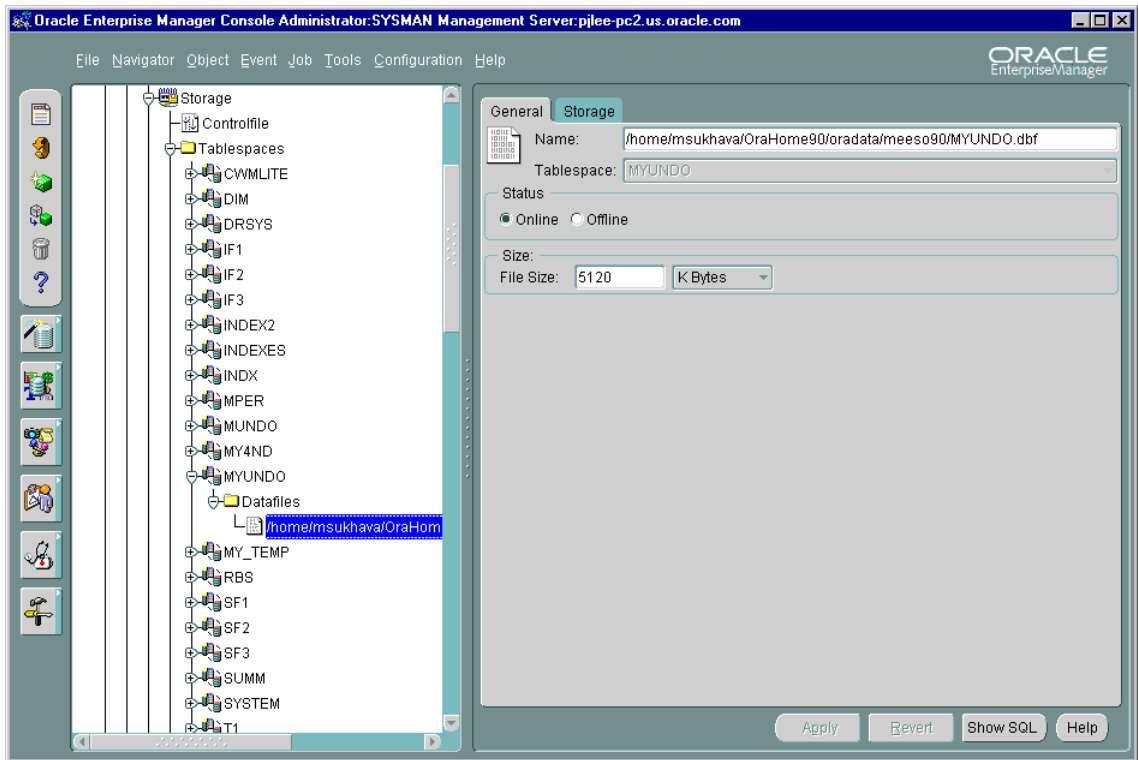 Oracle Enterprise Manager Console Administrator:SYSMAN Management Server:pjlee-pc2.us.oracle.com
File Navigator Object Event Job Tools Configuration Help
ORACLE
EnterpriseManager
Storage
Controlfile
Tablespaces
CWMLITE
DIM
DRSYS
IF1
IF2
IF3
INDEX2
INDEXES
INDX
MPER
MUNDO
MY4ND
MYUNDO
Datafiles
/home/msukhava/OraHom
MY_TEMP
RBS
SF1
SF2
SF3
SUMM
SYSTEM
T1
General Storage
Name: /home/msukhava/OraHome90/oradata/meeso90/MYUNDO.dbf
Tablespace: MYUNDO
Status
Online Offline
Size:
File Size: 5120 K Bytes
Apply Revert Show SQL Help